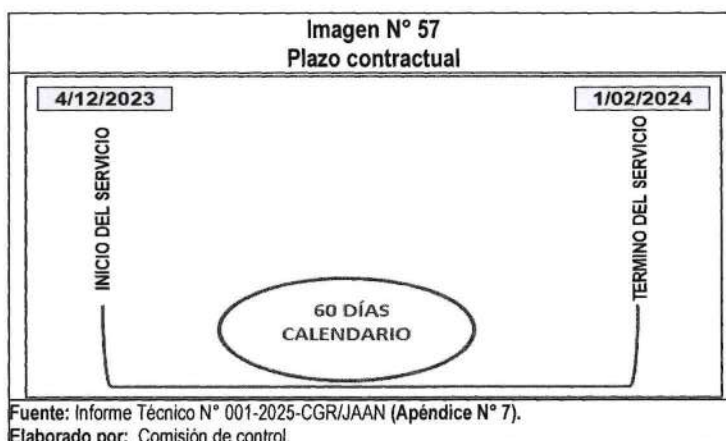 Imagen N° 57
Plazo contractual
4/12/2023
1/02/2024
INICIO DEL SERVICIO
TERMINO DEL SERVICIO
60 DÍAS
CALENDARIO
Fuente: Informe Técnico N° 001-2025-CGR/JAAN (Apéndice N° 7).
Elaborado por: Comisión de control.